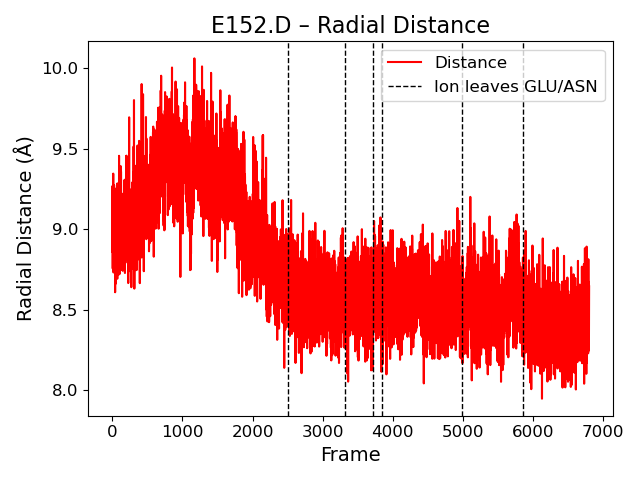 E152.D – Radial Distance
Distance
Ion leaves GLU/ASN
Radial Distance (Å)
10.0
9.5
9.0
8.5
8.0
0 1000 2000 3000 4000 5000 6000 7000
Frame